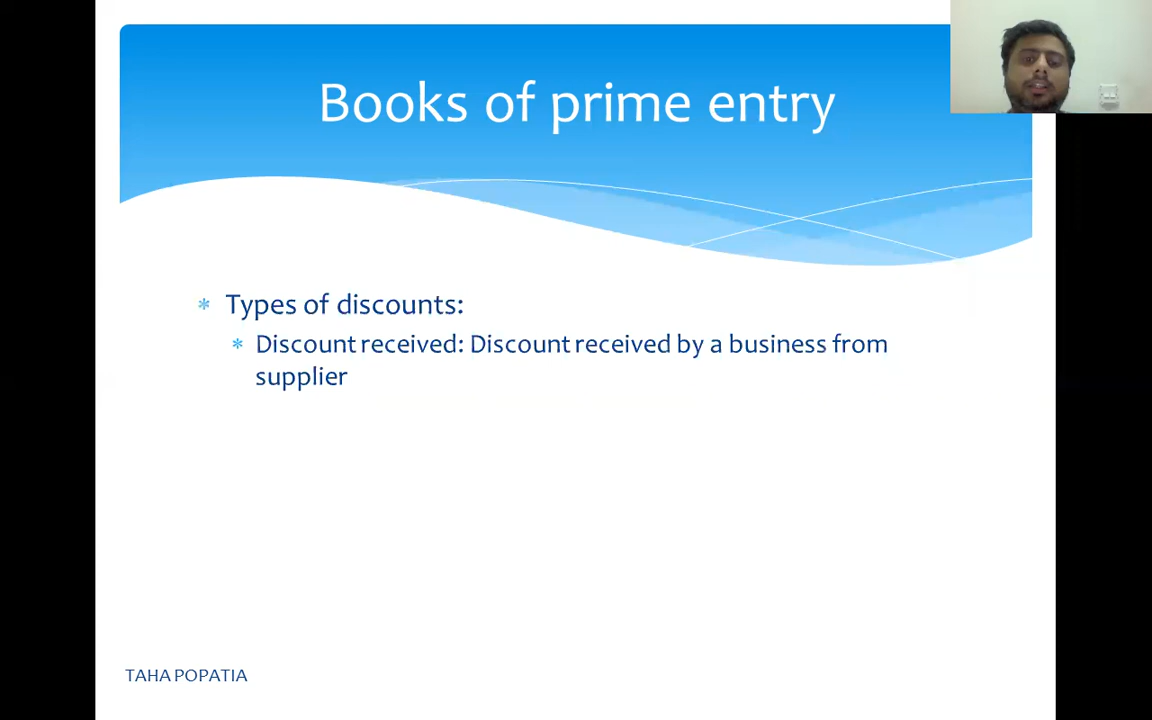 Books of prime entry
* Types of discounts:
* Discount received: Discount received by a business from
supplier
TAHA POPATIA